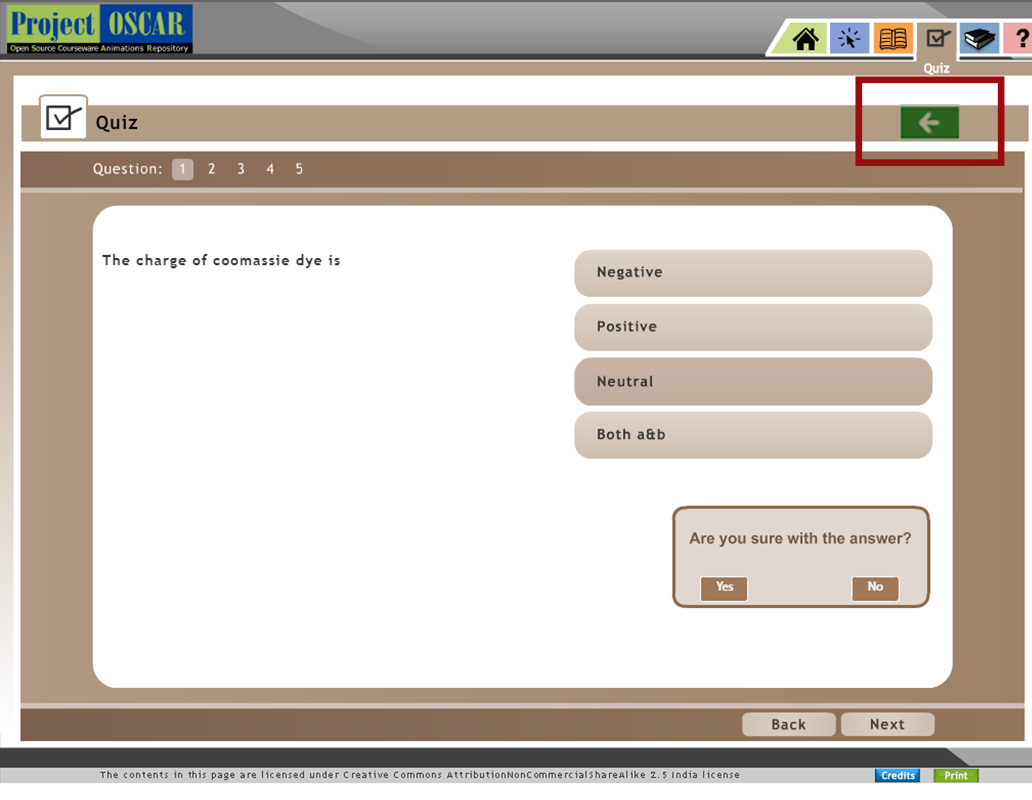 Project OSCAR
Open Source Courseware Animations Repository
?
Quiz
Quiz
Question: 1 2 3 4 5
The charge of coomassie dye is
Negative
Positive
Neutral
Both a&b
Are you sure with the answer?
Yes No
Back Next
The contents in this page are licensed under Creative Commons AttributionNonCommercialShareAlike 2.5 India license
Credits Print